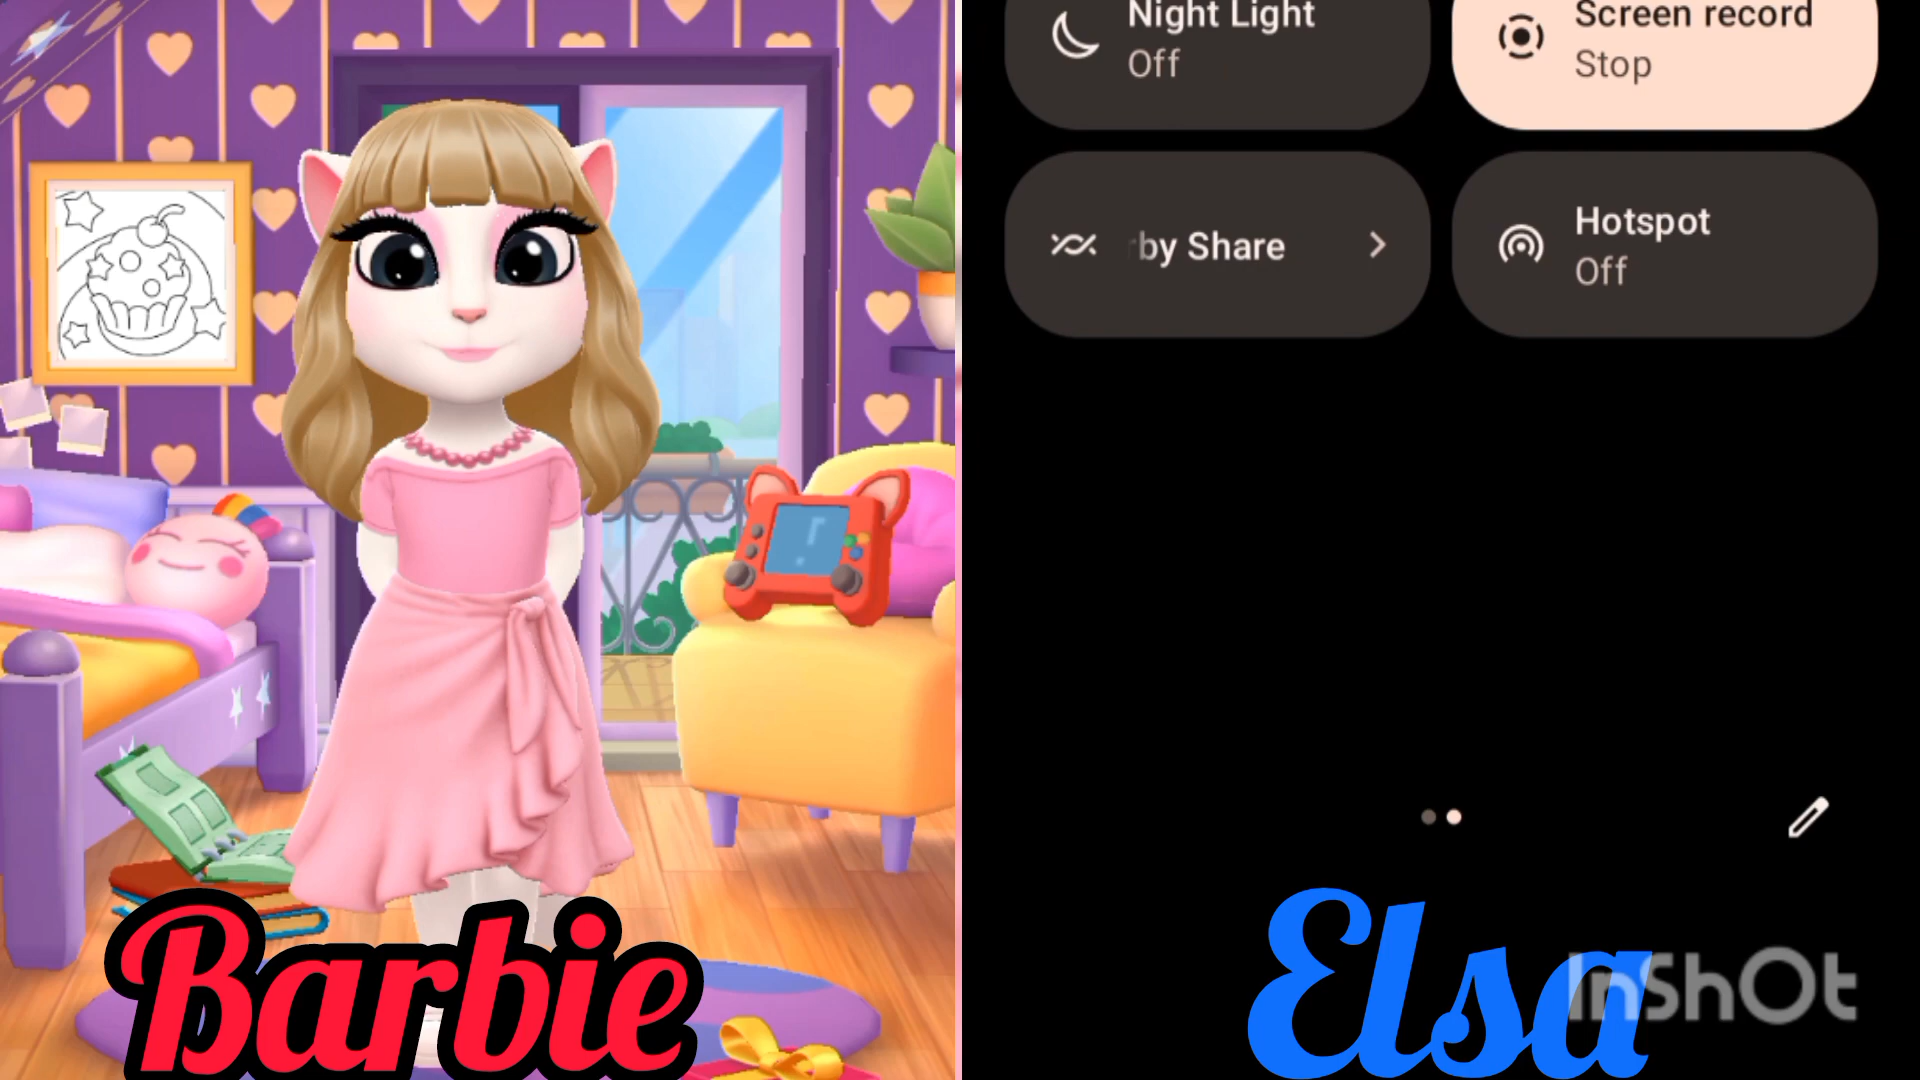 Night Light
Off
Screen record
Stop
by Share
Hotspot
Off
Barbie
Elsa
InShOt